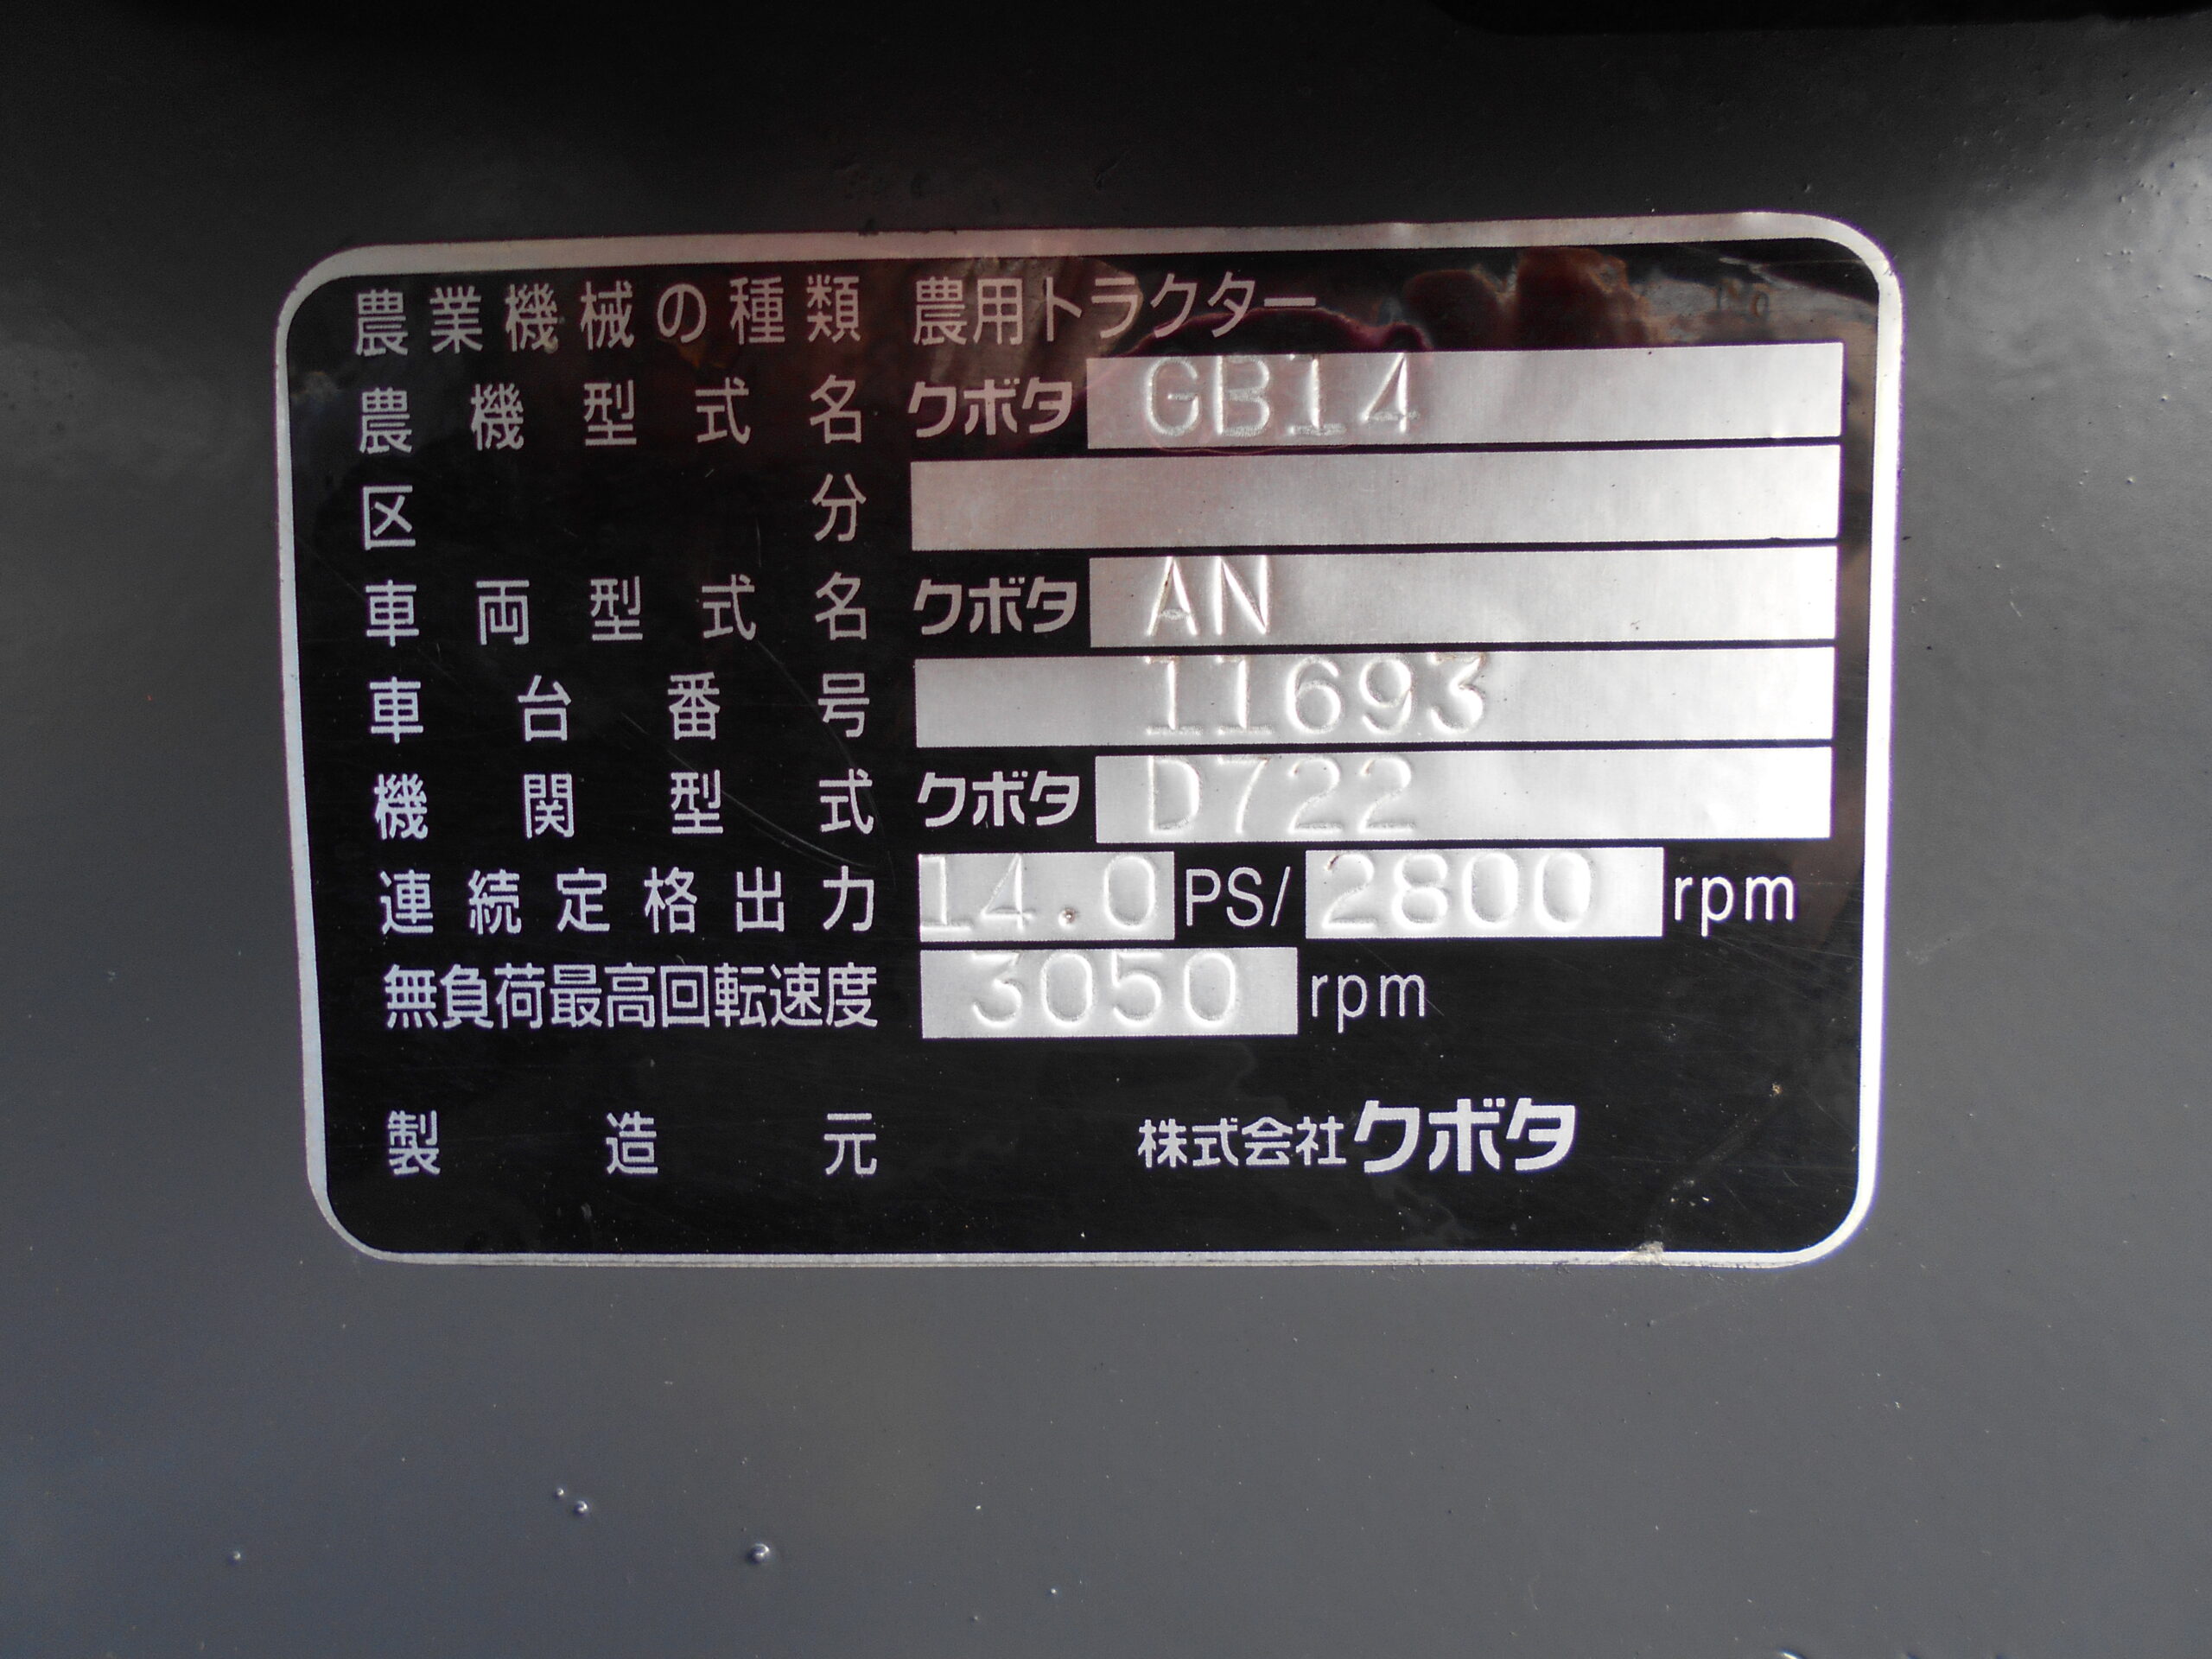 農業機械の種類 農用トラクター
農機型式名 クボタ GB14
区分
車両型式名 クボタ AN
車台番号 11693
機関型式 クボタ D722
連続定格出力 14.0 PS/ 2800 rpm
無負荷最高回転速度 3050 rpm
製造元 株式会社クボタ